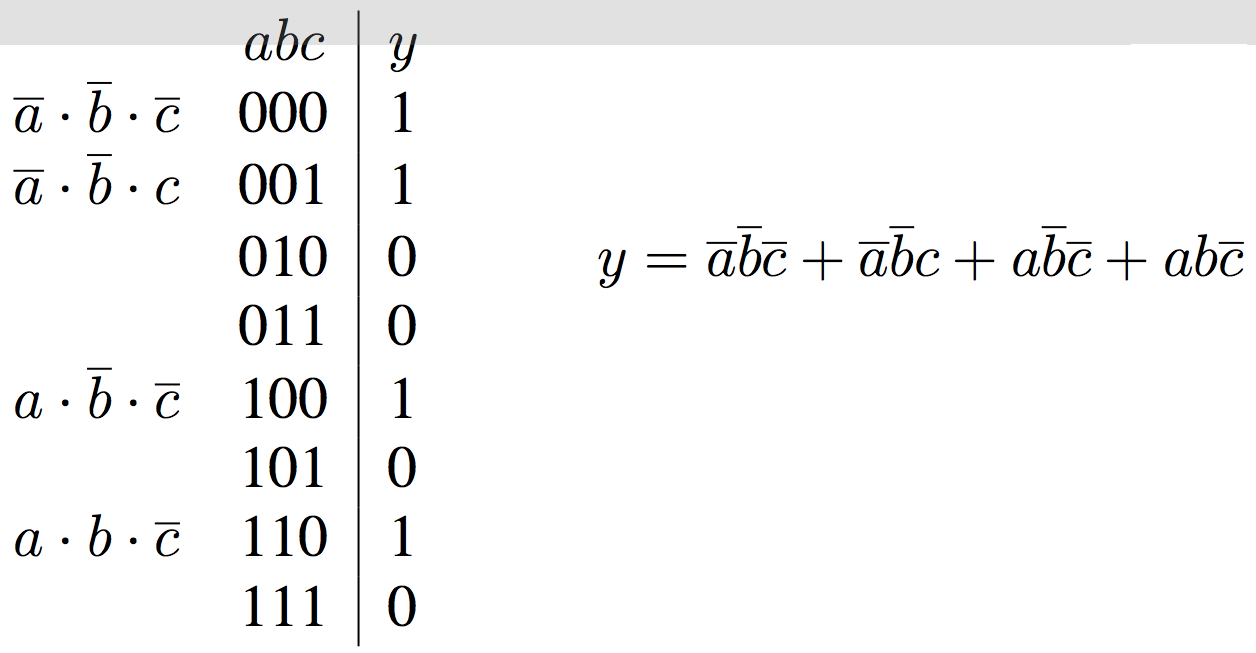 abc y
a̅ · b̅ · c̅ 000 1
a̅ · b̅ · c 001 1
010 0
y = a̅b̅c̅ + a̅b̅c + ab̅c̅ + abc̅
011 0
a · b̅ · c̅ 100 1
101 0
a · b · c̅ 110 1
111 0